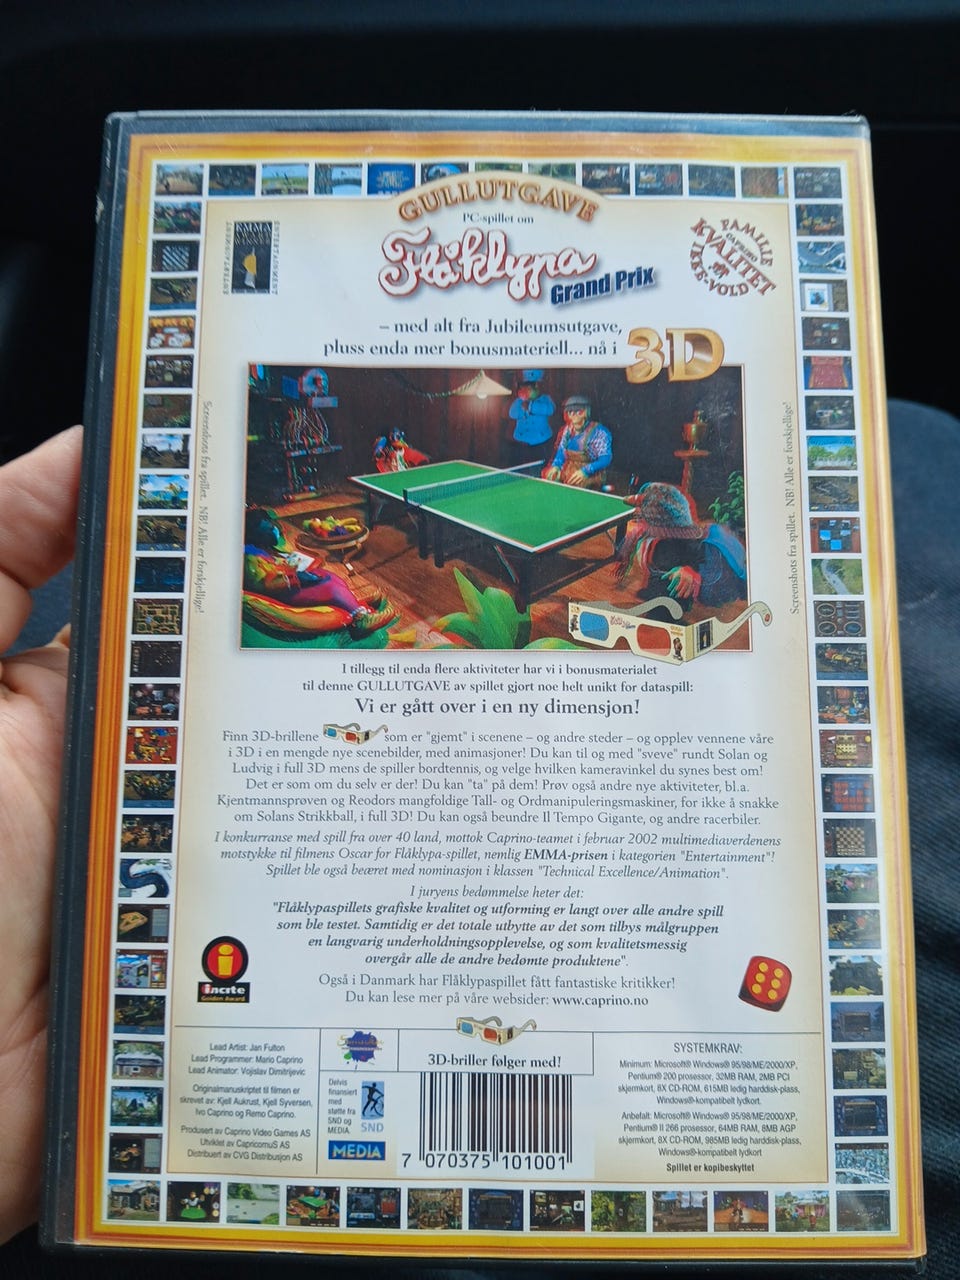 GULLUTGAVE
PC-spillet om
Flåklypa
Grand Prix
EMMA
ENTERTAINMENT
ENTERTAINMENT
FAMILIE
CAPRINO
KVALITET
IKKE-VOLD
– med alt fra Jubileumsutgave,
pluss enda mer bonusmateriell... nå i
3D
Screenshots fra spillet. NB! Alle er forskjellige!
Screenshots fra spillet. NB! Alle er forskjellige!
I tillegg til enda flere aktiviteter har vi i bonusmaterialet
til denne GULLUTGAVE av spillet gjort noe helt unikt for dataspill:
Vi er gått over i en ny dimensjon!
Finn 3D-brillene som er "gjemt" i scenene – og andre steder – og opplev vennene våre
i 3D i en mengde nye scenebilder, med animasjoner! Du kan til og med "sveve" rundt Solan og
Ludvig i full 3D mens de spiller bordtennis, og velge hvilken kameravinkel du synes best om!
Det er som om du selv er der! Du kan "ta" på dem! Prøv også andre nye aktiviteter, bl.a.
Kjentmannsprøven og Reodors mangfoldige Tall- og Ordmanipuleringsmaskiner, for ikke å snakke
om Solans Strikkball, i full 3D! Du kan også beundre Il Tempo Gigante, og andre racerbiler.
I konkurranse med spill fra over 40 land, mottok Caprino-teamet i februar 2002 multimediaverdenens
motstykke til filmens Oscar for Flåklypa-spillet, nemlig EMMA-prisen i kategorien "Entertainment"!
Spillet ble også beæret med nominasjon i klassen "Technical Excellence/Animation".
I juryens bedømmelse heter det:
"Flåklypaspillets grafiske kvalitet og utforming er langt over alle andre spill
som ble testet. Samtidig er det totale utbytte av det som tilbys målgruppen
en langvarig underholdningsopplevelse, og som kvalitetsmessig
overgår alle de andre bedømte produktene".
Også i Danmark har Flåklypaspillet fått fantastiske kritikker!
Du kan lese mer på våre websider: www.caprino.no
incite
Golden Award
Lead Artist: Jan Fulton
Lead Programmer: Mario Caprino
Lead Animator: Vojislav Dimitrijevic
Originalmanuskriptet til filmen er
skrevet av: Kjell Aukrust, Kjell Syversen,
Ivo Caprino og Remo Caprino.
Produsert av Caprino Video Games AS
Utviklet av CapricornuS AS
Distribuert av CVG Distribusjon AS
Delvis
finansiert
med
støtte fra
SND og
MEDIA.
SND
MEDIA
3D-briller følger med!
7 070375 101001
SYSTEMKRAV:
Minimum: Microsoft® Windows® 95/98/ME/2000/XP,
Pentium® 200 prosessor, 32MB RAM, 2MB PCI
skjermkort, 8X CD-ROM, 615MB ledig harddisk-plass,
Windows®-kompatibelt lydkort.
Anbefalt: Microsoft® Windows® 95/98/ME/2000/XP,
Pentium® II 266 prosessor, 64MB RAM, 8MB AGP
skjermkort, 8X CD-ROM, 985MB ledig harddisk-plass,
Windows®-kompatibelt lydkort
Spillet er kopibeskyttet